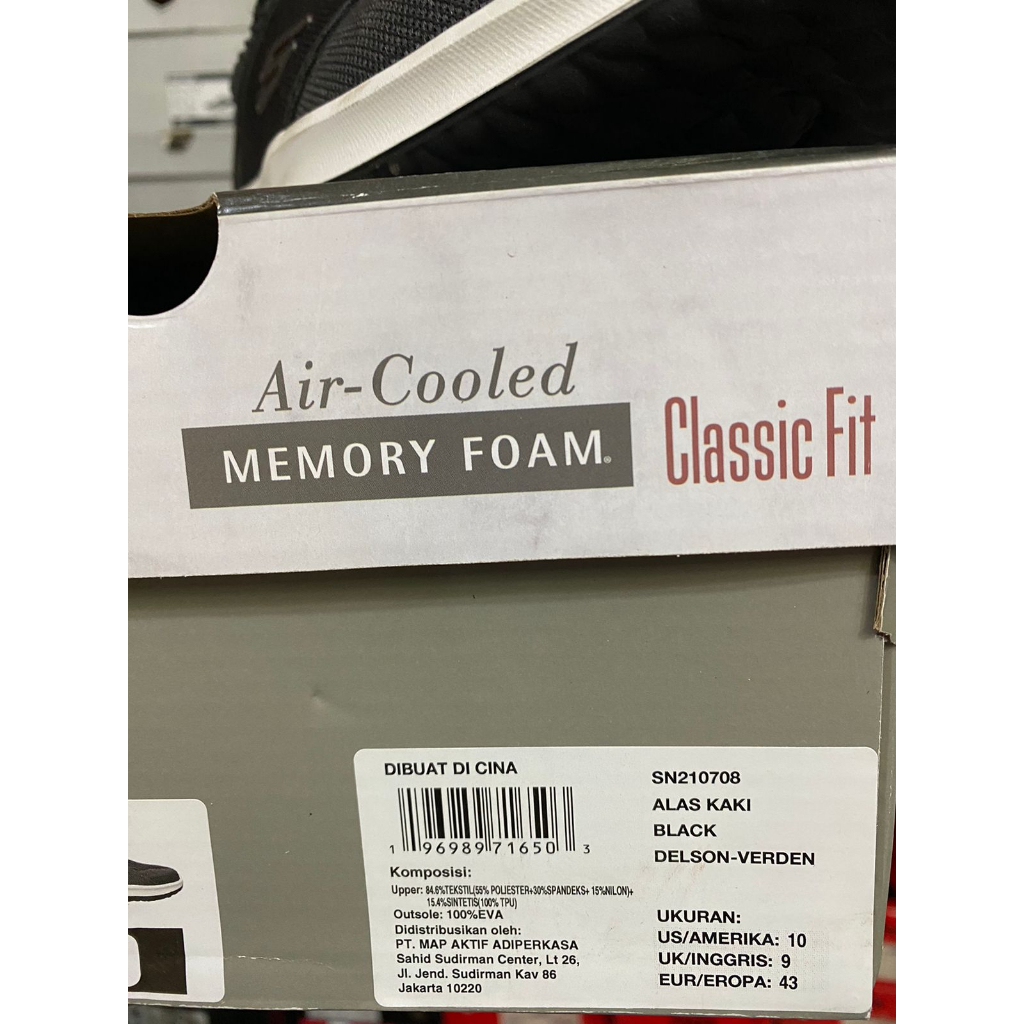 Air-Cooled
MEMORY FOAM®
Classic Fit
DIBUAT DI CINA
1 96989 71650 3
Komposisi:
Upper: 84.6%TEKSTIL(55% POLIESTER+30%SPANDEKS+ 15%NILON)+
15.4%SINTETIS(100% TPU)
Outsole: 100%EVA
Didistribusikan oleh:
PT. MAP AKTIF ADIPERKASA
Sahid Sudirman Center, Lt 26,
Jl. Jend. Sudirman Kav 86
Jakarta 10220
SN210708
ALAS KAKI
BLACK
DELSON-VERDEN
UKURAN:
US/AMERIKA: 10
UK/INGGRIS: 9
EUR/EROPA: 43